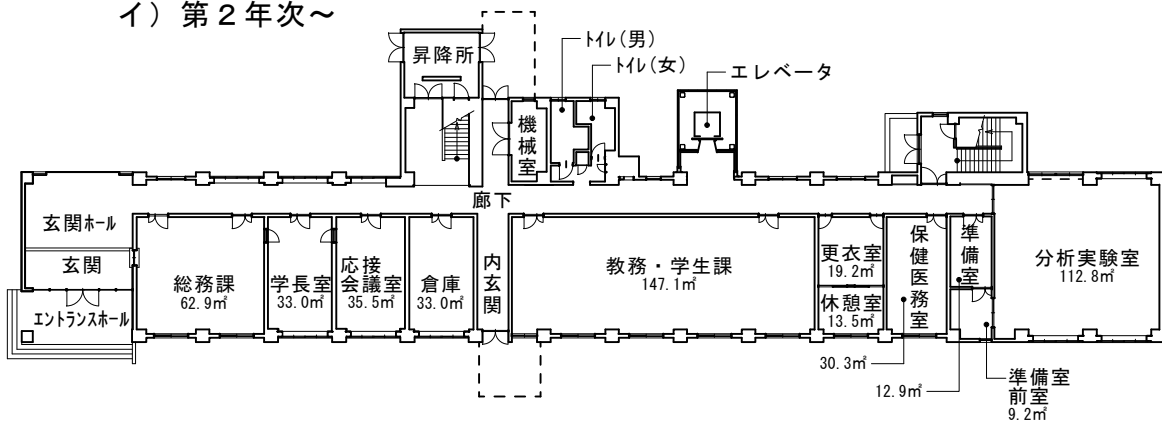 イ）第２年次～
昇降所
ﾄｲﾚ(男)
ﾄｲﾚ(女)
エレベータ
機械室
廊下
玄関ﾎｰﾙ
玄関
ｴﾝﾄﾗﾝｽﾎｰﾙ
総務課
62.9㎡
学長室
33.0㎡
応接
会議室
35.5㎡
倉庫
33.0㎡
内玄関
教務・学生課
147.1㎡
更衣室
19.2㎡
休憩室
13.5㎡
保健医務室
30.3㎡
準備室
12.9㎡
準備室
前室
9.2㎡
分析実験室
112.8㎡